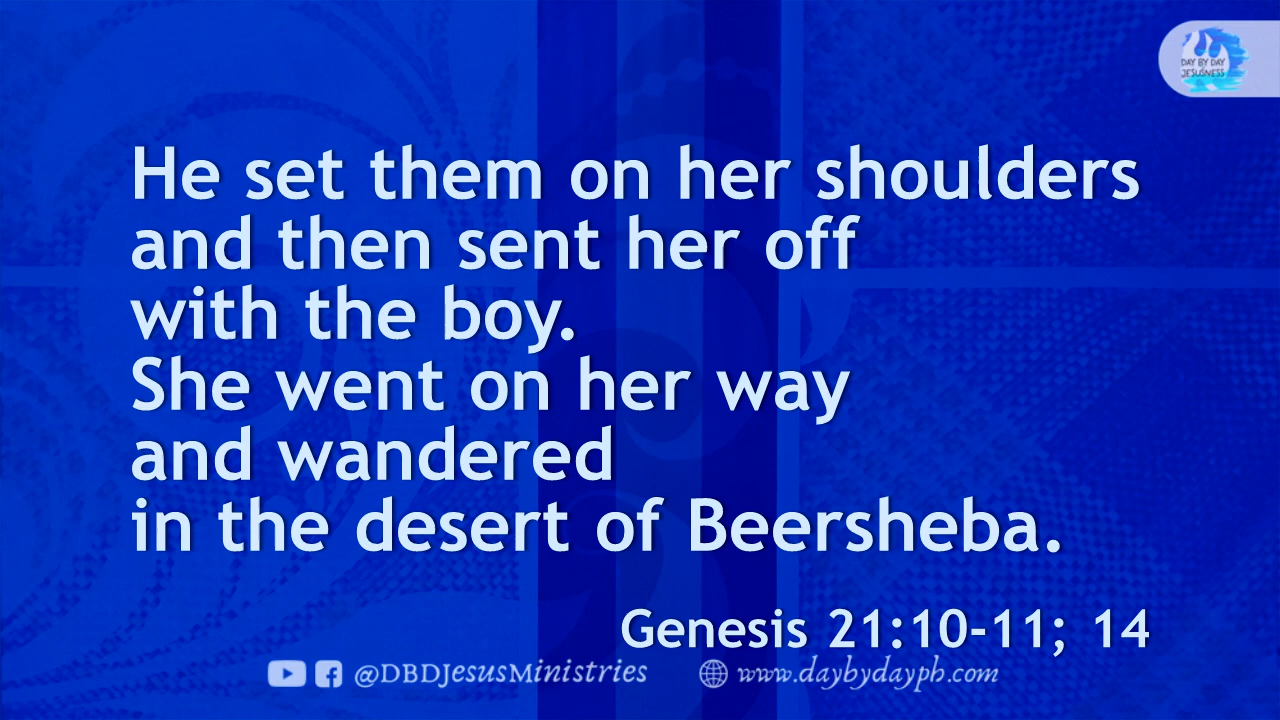 DAY BY DAY
JESUSNESS
He set them on her shoulders
and then sent her off
with the boy.
She went on her way
and wandered
in the desert of Beersheba.
Genesis 21:10-11; 14
@DBDJesusMinistries www.daybydayph.com